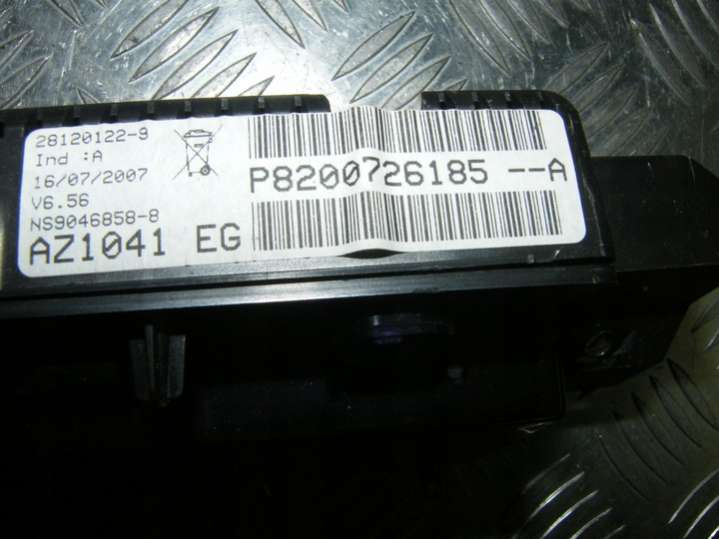 28120122-9
Ind :A
16/07/2007
V6.56
NS9046858-8
AZ1041 EG
P8200726185 --A